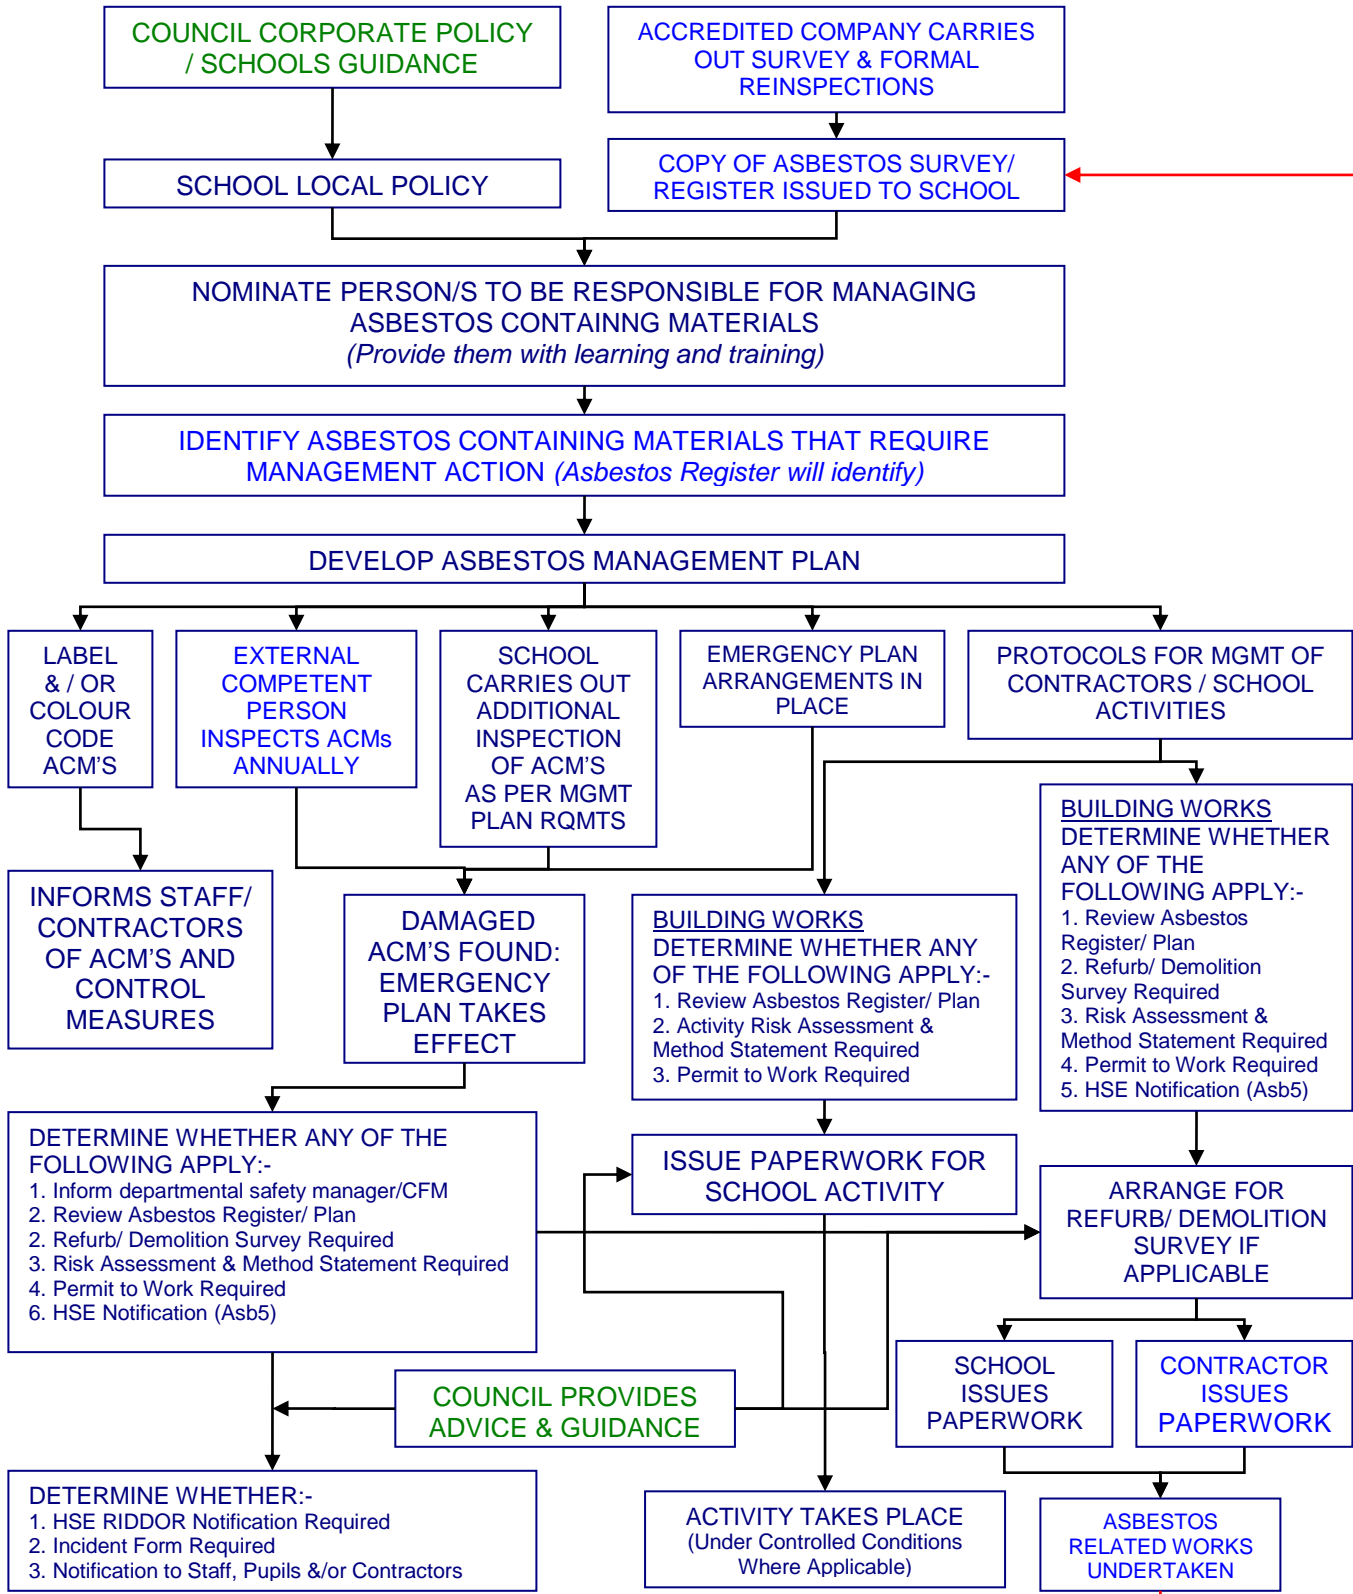 COUNCIL CORPORATE POLICY
/ SCHOOLS GUIDANCE
ACCREDITED COMPANY CARRIES
OUT SURVEY & FORMAL
REINSPECTIONS
SCHOOL LOCAL POLICY
COPY OF ASBESTOS SURVEY/
REGISTER ISSUED TO SCHOOL
NOMINATE PERSON/S TO BE RESPONSIBLE FOR MANAGING
ASBESTOS CONTAINNG MATERIALS
(Provide them with learning and training)
IDENTIFY ASBESTOS CONTAINING MATERIALS THAT REQUIRE
MANAGEMENT ACTION (Asbestos Register will identify)
DEVELOP ASBESTOS MANAGEMENT PLAN
LABEL
& / OR
COLOUR
CODE
ACM'S
EXTERNAL
COMPETENT
PERSON
INSPECTS ACMs
ANNUALLY
SCHOOL
CARRIES OUT
ADDITIONAL
INSPECTION
OF ACM'S
AS PER MGMT
PLAN RQMTS
EMERGENCY PLAN
ARRANGEMENTS IN
PLACE
PROTOCOLS FOR MGMT OF
CONTRACTORS / SCHOOL
ACTIVITIES
INFORMS STAFF/
CONTRACTORS
OF ACM'S AND
CONTROL
MEASURES
DAMAGED
ACM'S FOUND:
EMERGENCY
PLAN TAKES
EFFECT
BUILDING WORKS
DETERMINE WHETHER ANY
OF THE FOLLOWING APPLY:-
1. Review Asbestos Register/ Plan
2. Activity Risk Assessment &
Method Statement Required
3. Permit to Work Required
BUILDING WORKS
DETERMINE WHETHER
ANY OF THE
FOLLOWING APPLY:-
1. Review Asbestos
Register/ Plan
2. Refurb/ Demolition
Survey Required
3. Risk Assessment &
Method Statement Required
4. Permit to Work Required
5. HSE Notification (Asb5)
DETERMINE WHETHER ANY OF THE
FOLLOWING APPLY:-
1. Inform departmental safety manager/CFM
2. Review Asbestos Register/ Plan
2. Refurb/ Demolition Survey Required
3. Risk Assessment & Method Statement Required
4. Permit to Work Required
6. HSE Notification (Asb5)
ISSUE PAPERWORK FOR
SCHOOL ACTIVITY
ARRANGE FOR
REFURB/ DEMOLITION
SURVEY IF
APPLICABLE
COUNCIL PROVIDES
ADVICE & GUIDANCE
SCHOOL
ISSUES
PAPERWORK
CONTRACTOR
ISSUES
PAPERWORK
DETERMINE WHETHER:-
1. HSE RIDDOR Notification Required
2. Incident Form Required
3. Notification to Staff, Pupils &/or Contractors
ACTIVITY TAKES PLACE
(Under Controlled Conditions
Where Applicable)
ASBESTOS
RELATED WORKS
UNDERTAKEN